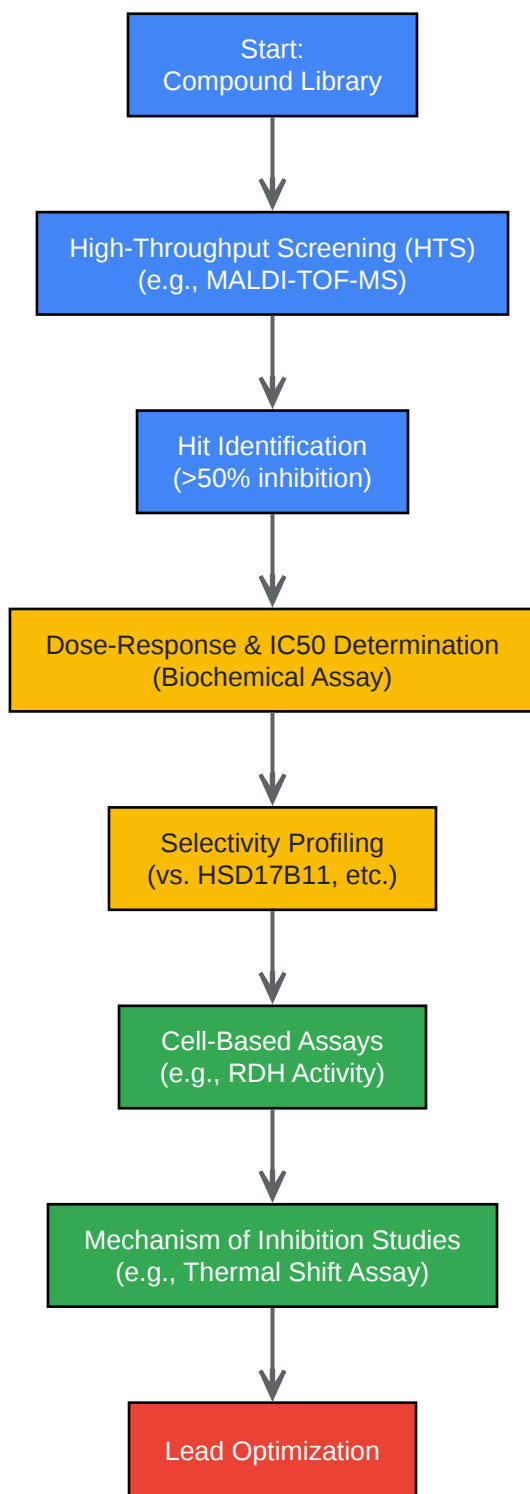 Start:
Compound Library
High-Throughput Screening (HTS)
(e.g., MALDI-TOF-MS)
Hit Identification
(>50% inhibition)
Dose-Response & IC50 Determination
(Biochemical Assay)
Selectivity Profiling
(vs. HSD17B11, etc.)
Cell-Based Assays
(e.g., RDH Activity)
Mechanism of Inhibition Studies
(e.g., Thermal Shift Assay)
Lead Optimization